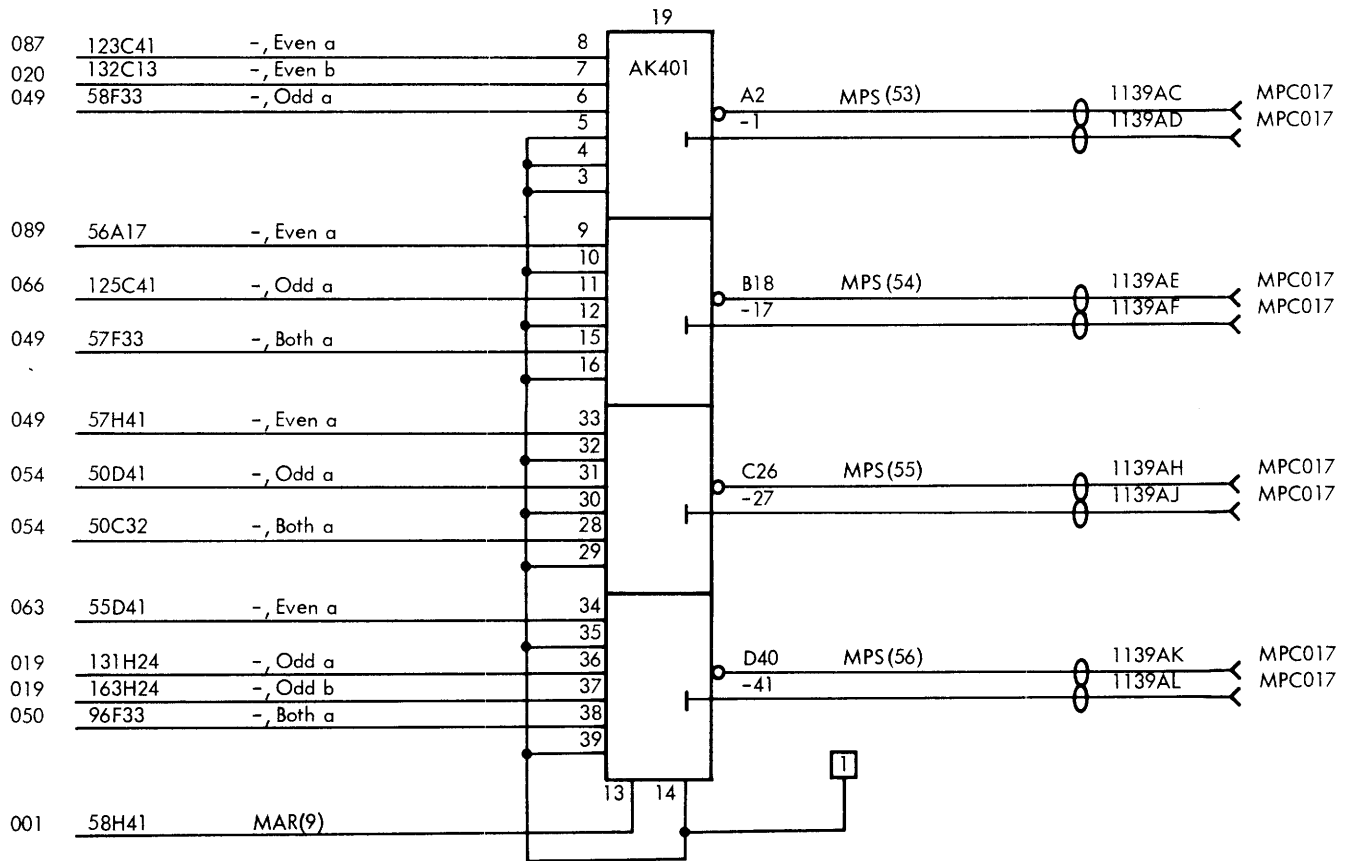 19
087 123C41 -, Even a 8
AK401
020 132C13 -, Even b 7
049 58F33 -, Odd a 6
A2 MPS (53) 1139AC MPC017
5
-1 1139AD MPC017
4
3
089 56A17 -, Even a 9
10
066 125C41 -, Odd a 11
B18 MPS (54) 1139AE MPC017
12
-17 1139AF MPC017
049 57F33 -, Both a 15
16
049 57H41 -, Even a 33
32
054 50D41 -, Odd a 31
C26 MPS (55) 1139AH MPC017
30
-27 1139AJ MPC017
054 50C32 -, Both a 28
29
063 55D41 -, Even a 34
35
019 131H24 -, Odd a 36
D40 MPS (56) 1139AK MPC017
019 163H24 -, Odd b 37
-41 1139AL MPC017
050 96F33 -, Both a 38
39
1
13 14
001 58H41 MAR(9)